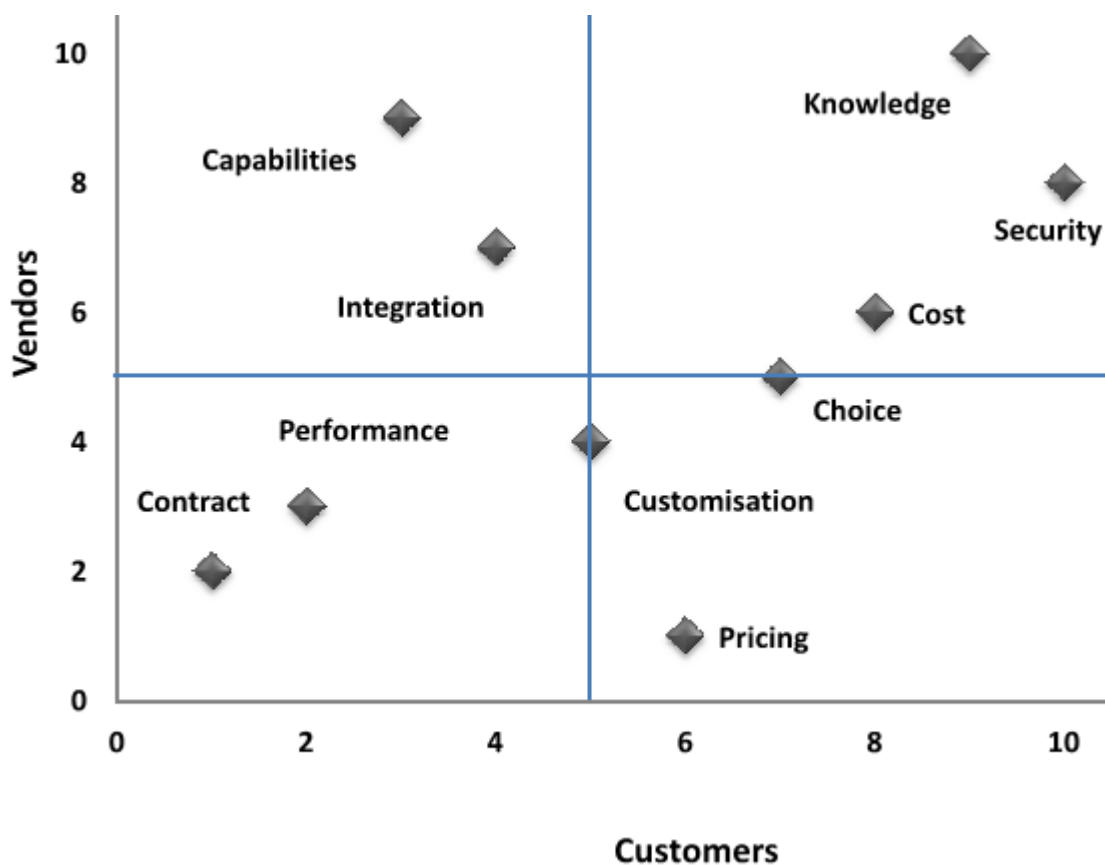 10
Knowledge
Capabilities
8
Security
Integration
6
Cost
Vendors
Choice
4
Performance
Contract
Customisation
2
Pricing
0
0 2 4 6 8 10
Customers